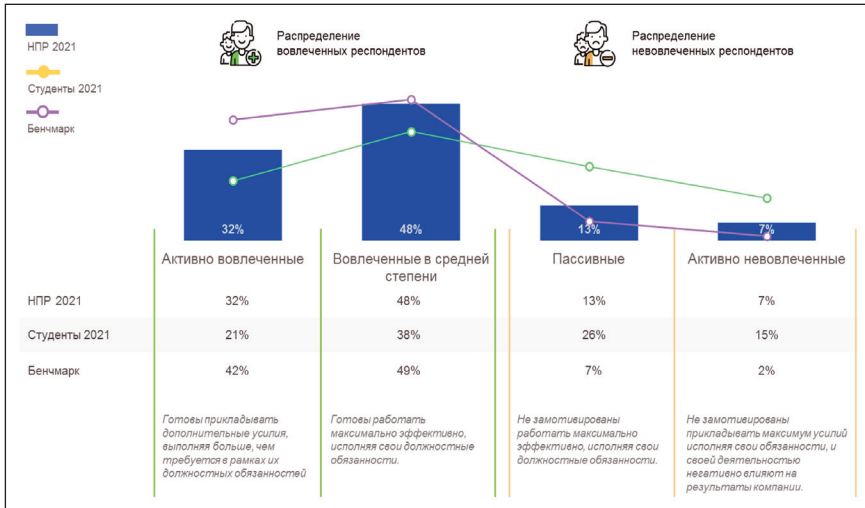 НПР 2021
Студенты 2021
Бенчмарк
Распределение
вовлеченных респондентов
Распределение
невовлеченных респондентов
32%
48%
13%
7%
Активно вовлеченные
Вовлеченные в средней
степени
Пассивные
Активно невовлеченные
НПР 2021
32%
48%
13%
7%
Студенты 2021
21%
38%
26%
15%
Бенчмарк
42%
49%
7%
2%
Готовы прикладывать
дополнительные усилия,
выполняя больше, чем
требуется в рамках их
должностных обязанностей
Готовы работать
максимально эффективно,
исполняя свои должностные
обязанности.
Не замотивированы
работать максимально
эффективно, исполняя свои
должностные обязанности.
Не замотивированы
прикладывать максимум усилий
исполняя свои обязанности, и
своей деятельностью
негативно влияют на
результаты компании.